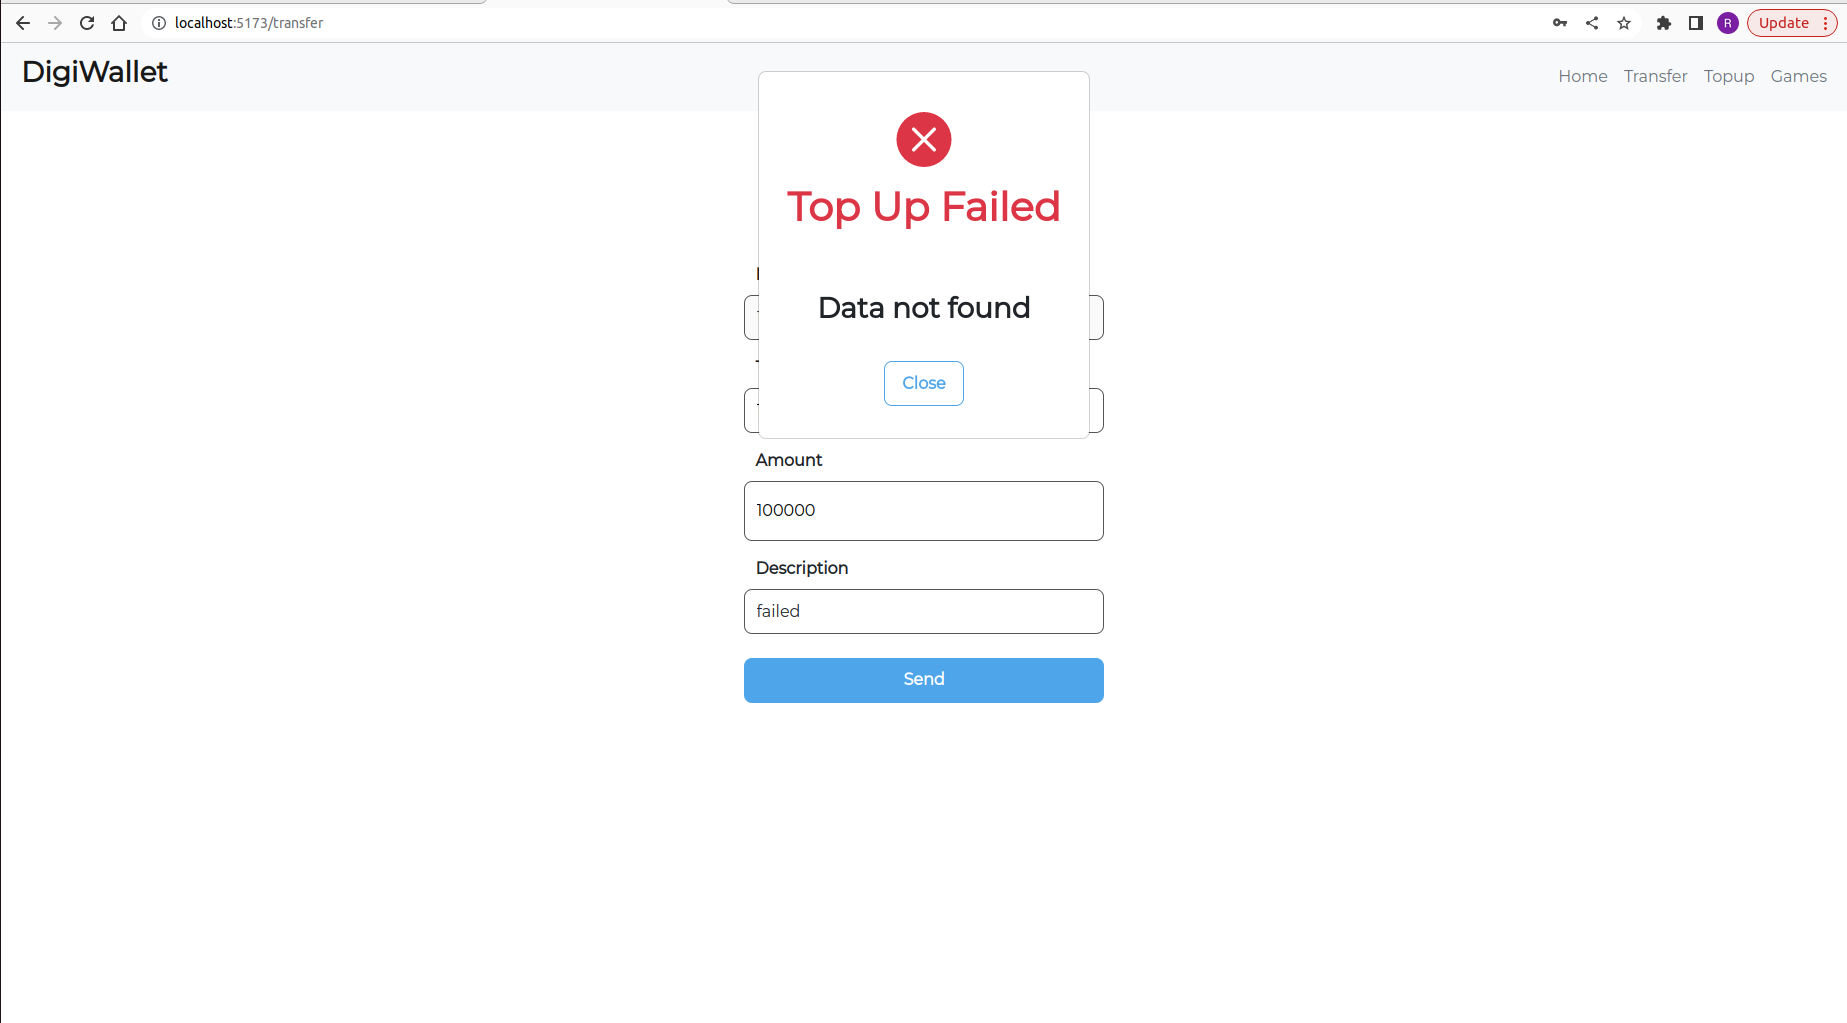 localhost:5173/transfer
R
Update
DigiWallet
Home Transfer Topup Games
Top Up Failed
Data not found
Close
Amount
100000
Description
failed
Send